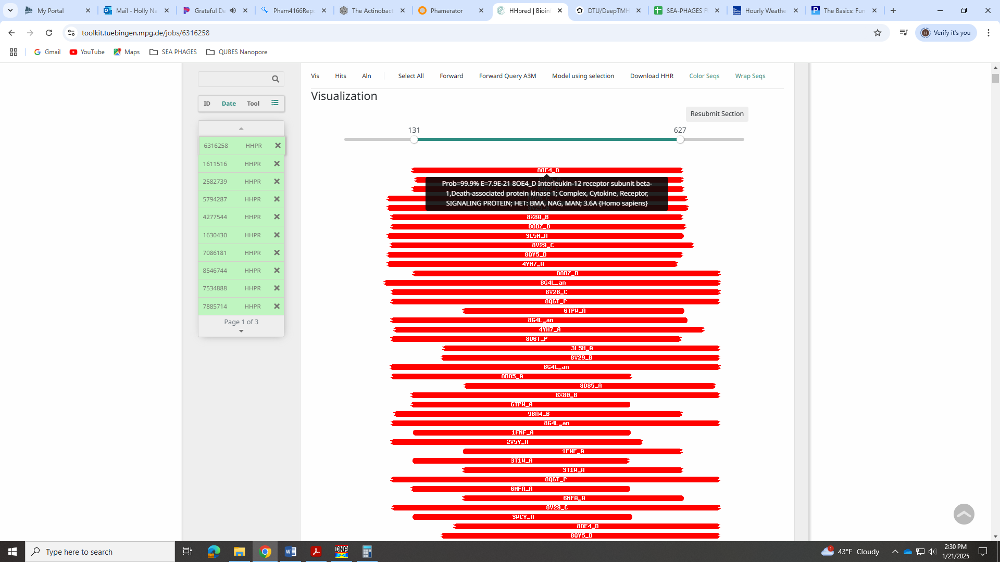 My Portal
Mail - Holly Na
Grateful De
Pham4166Repo
The Actinobact
Phamerator
HHpred | Bioin
DTU/DeepTMH
SEA-PHAGES F
Hourly Weathe
The Basics: Fun
toolkit.tuebingen.mpg.de/jobs/6316258
Verify it's you
Gmail
YouTube
Maps
SEA PHAGES
QUBES Nanopore
Vis Hits Aln Select All Forward Forward Query A3M Model using selection Download HHR Color Seqs Wrap Seqs
Visualization
Resubmit Section
131 627
ID Date Tool
6316258 HHPR
1611516 HHPR
2582739 HHPR
5794287 HHPR
4277544 HHPR
1630430 HHPR
7086181 HHPR
8546744 HHPR
7534888 HHPR
7885714 HHPR
Page 1 of 3
8OE4_D
Prob=99.9% E=7.9E-21 8OE4_D Interleukin-12 receptor subunit beta-
1,Death-associated protein kinase 1; Complex, Cytokine, Receptor,
SIGNALING PROTEIN; HET: BMA, NAG, MAN; 3.6A {Homo sapiens}
8X80_B
8ODZ_D
3L5H_A
8V29_C
8QY5_D
4YH7_A
8ODZ_D
8G4L_an
8V2B_C
8Q6T_P
6TPW_A
8G4L_an
4YH7_A
8Q6T_P
3L5H_A
8V29_B
8G4L_an
8D85_A
8D85_A
8X80_B
6TPW_A
9BA4_B
8G4L_an
1FNF_A
2V5Y_A
1FNF_A
3T1W_A
3T1W_A
8Q6T_P
6MFA_A
6MFA_A
8V29_C
3WCY_A
8OE4_D
8QY5_D
Type here to search
43°F Cloudy
2:30 PM
1/21/2025